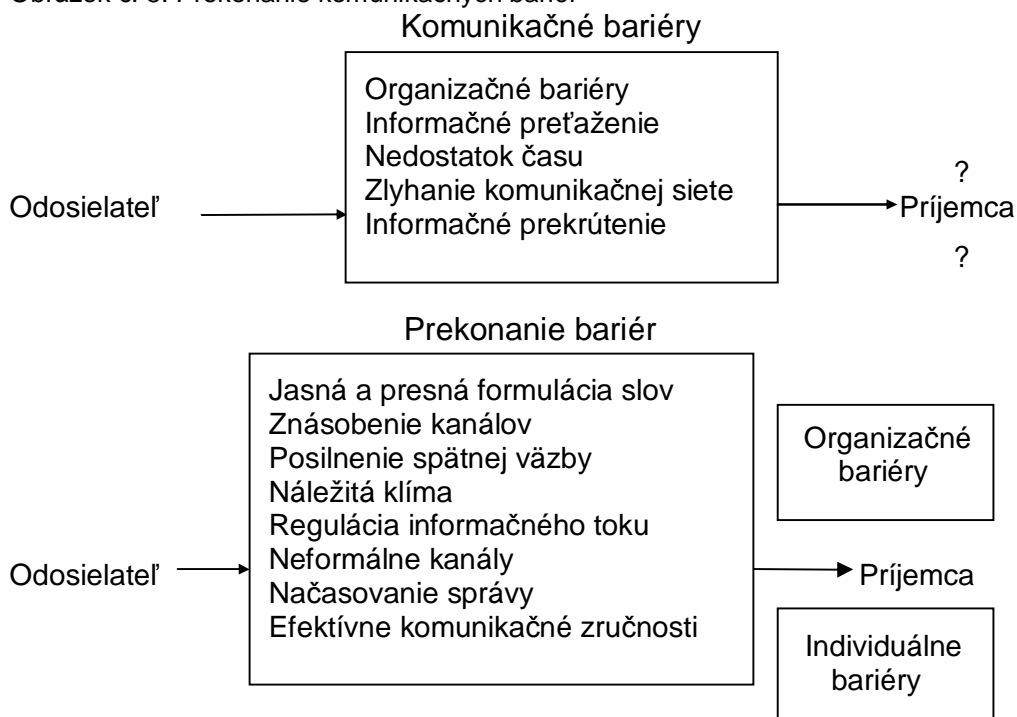 Komunikačné bariéry
Organizačné bariéry
Informačné preťaženie
Nedostatok času
Zlyhanie komunikačnej siete
Informačné prekrútenie
Odosielateľ
?
Príjemca
?
Prekonanie bariér
Jasná a presná formulácia slov
Znásobenie kanálov
Posilnenie spätnej väzby
Náležitá klíma
Regulácia informačného toku
Neformálne kanály
Načasovanie správy
Efektívne komunikačné zručnosti
Odosielateľ
Organizačné
bariéry
Príjemca
Individuálne
bariéry